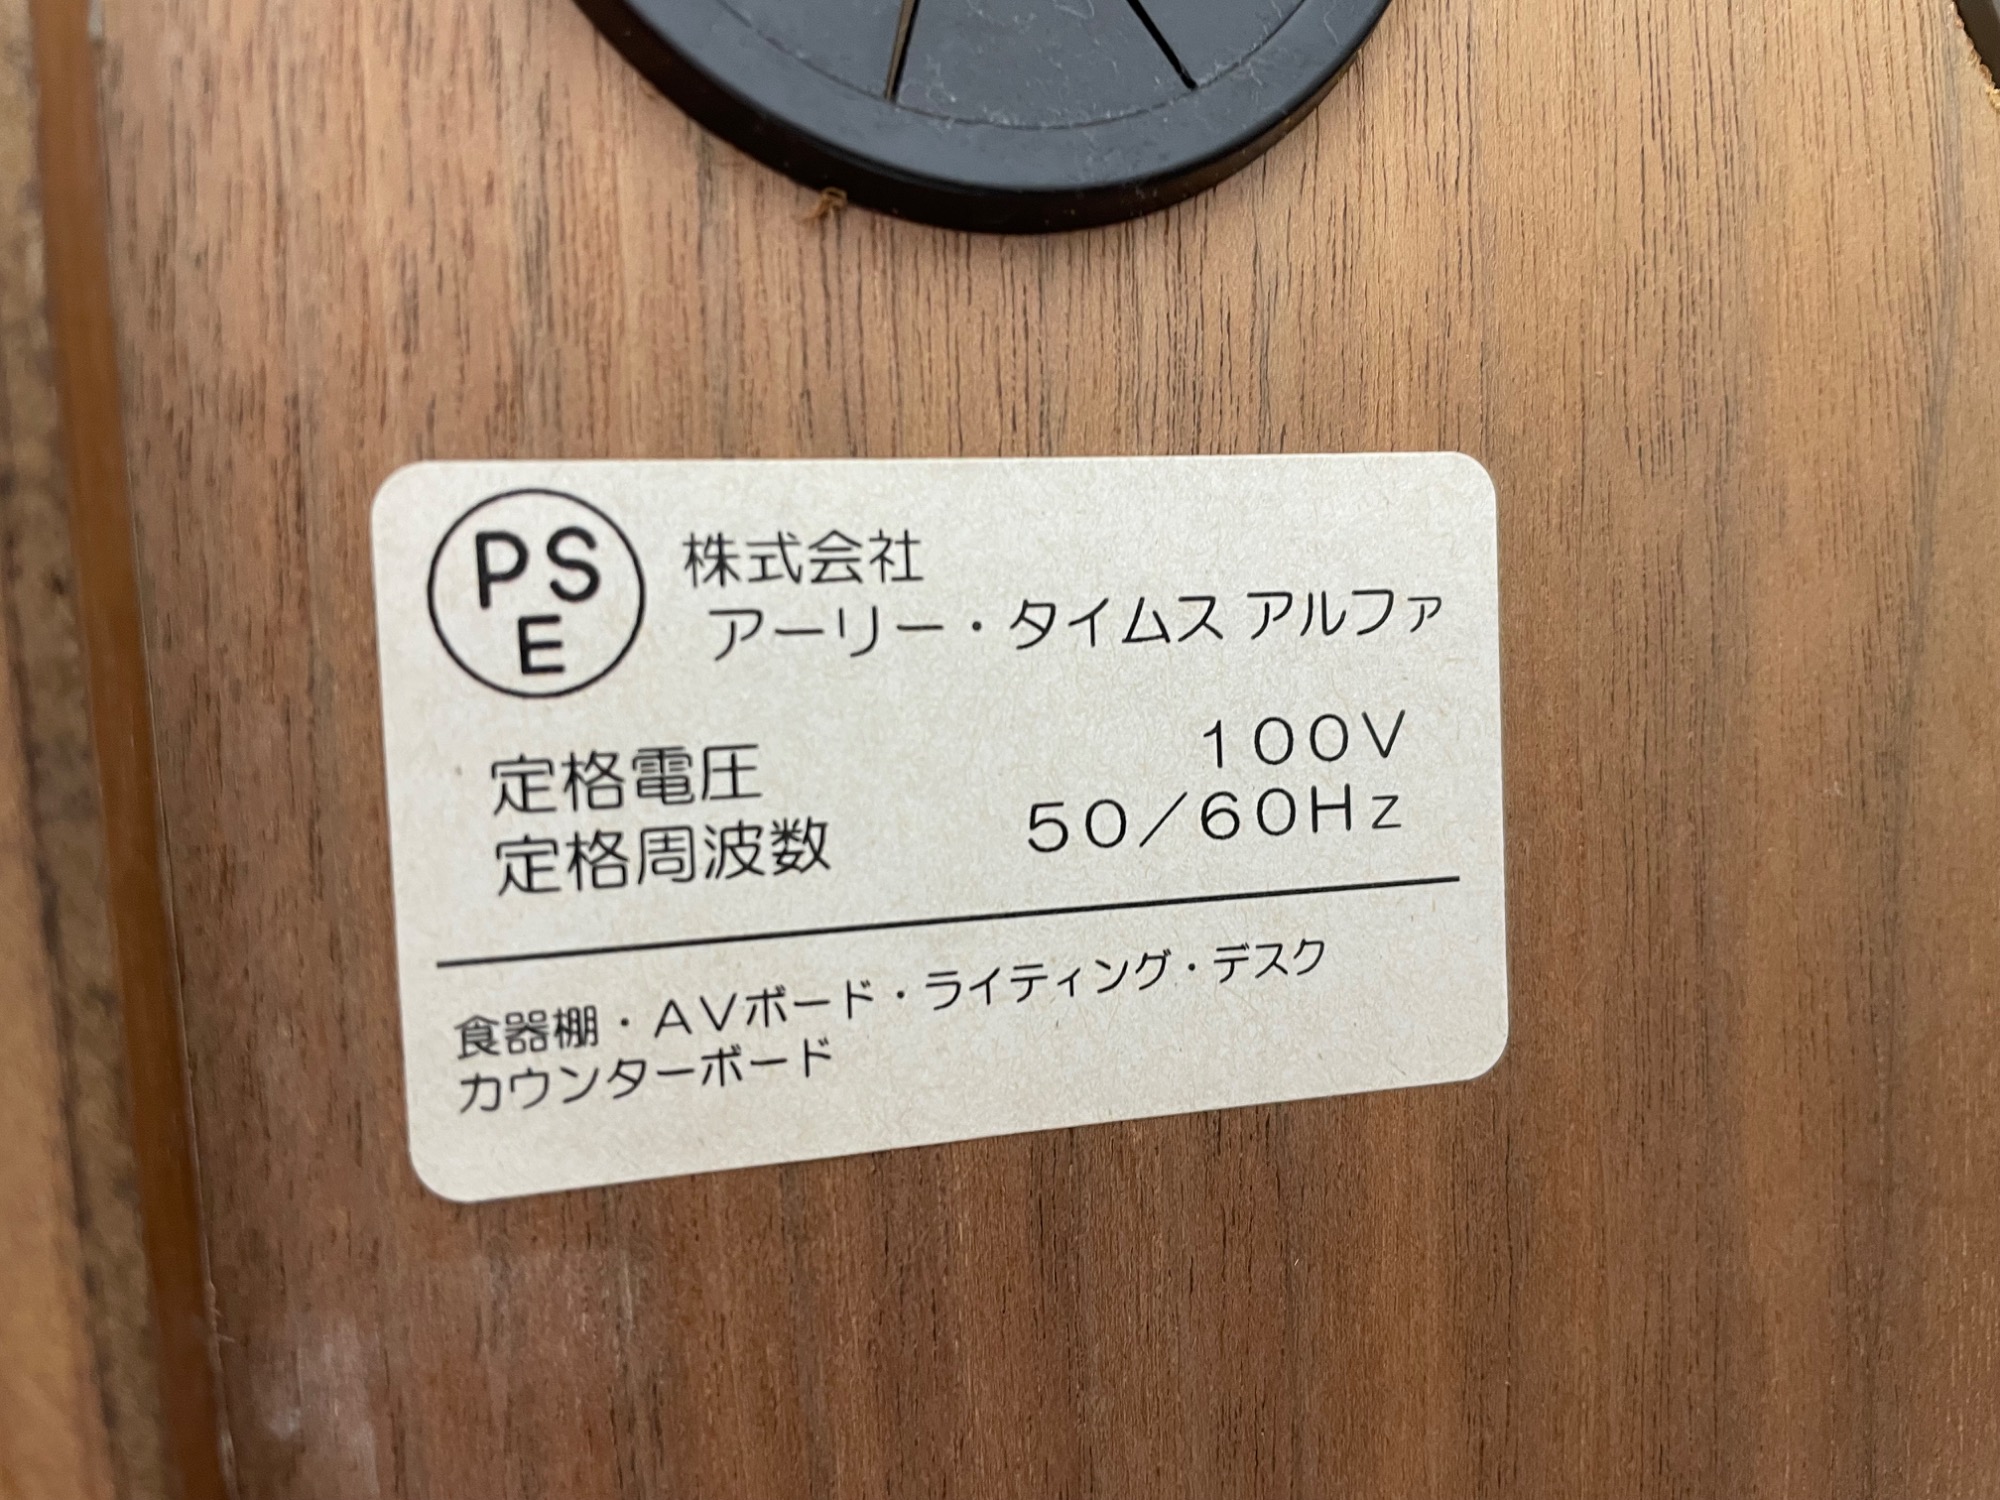 PS
E
株式会社
アーリー・タイムス アルファ
定格電圧 100V
定格周波数 50/60Hz
食器棚・AVボード・ライティング・デスク
カウンターボード